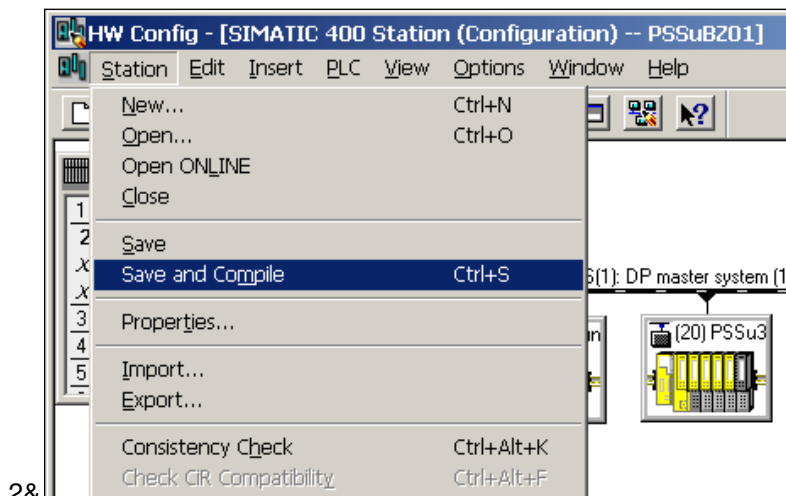 HW Config - [SIMATIC 400 Station (Configuration) -- PSSuBZ01]
Station Edit Insert PLC View Options Window Help
New... Ctrl+N
Open... Ctrl+O
Open ONLINE
Close
1
2
X
X
3
4
5
Save
Save and Compile Ctrl+S
(1): DP master system (1
Properties...
(20) PSSu3
Import...
Export...
Consistency Check Ctrl+Alt+K
Check CiR Compatibility Ctrl+Alt+F
2&